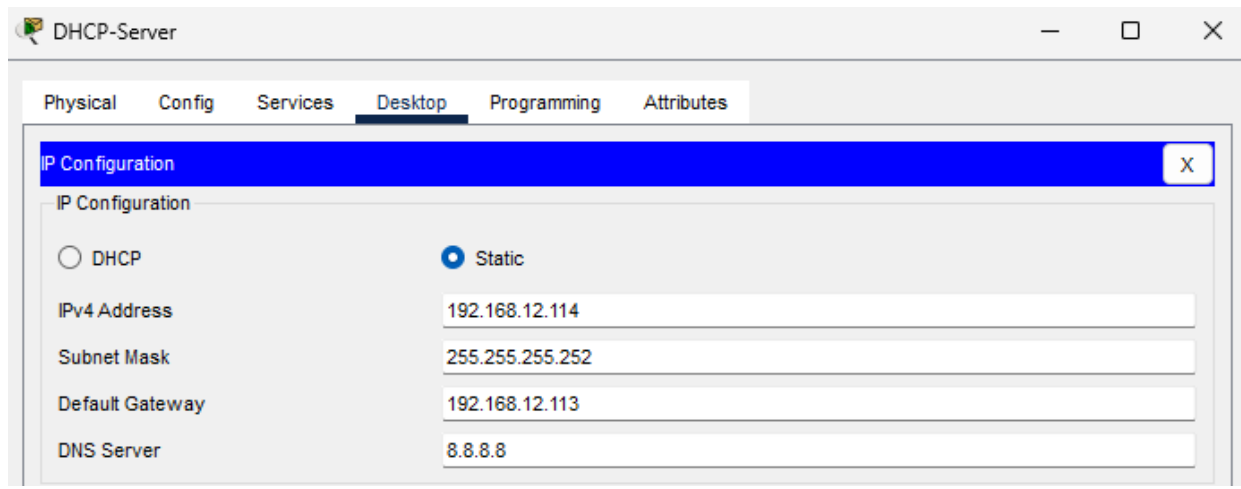 DHCP-Server
Physical Config Services Desktop Programming Attributes
IP Configuration X
IP Configuration
DHCP Static
IPv4 Address 192.168.12.114
Subnet Mask 255.255.255.252
Default Gateway 192.168.12.113
DNS Server 8.8.8.8